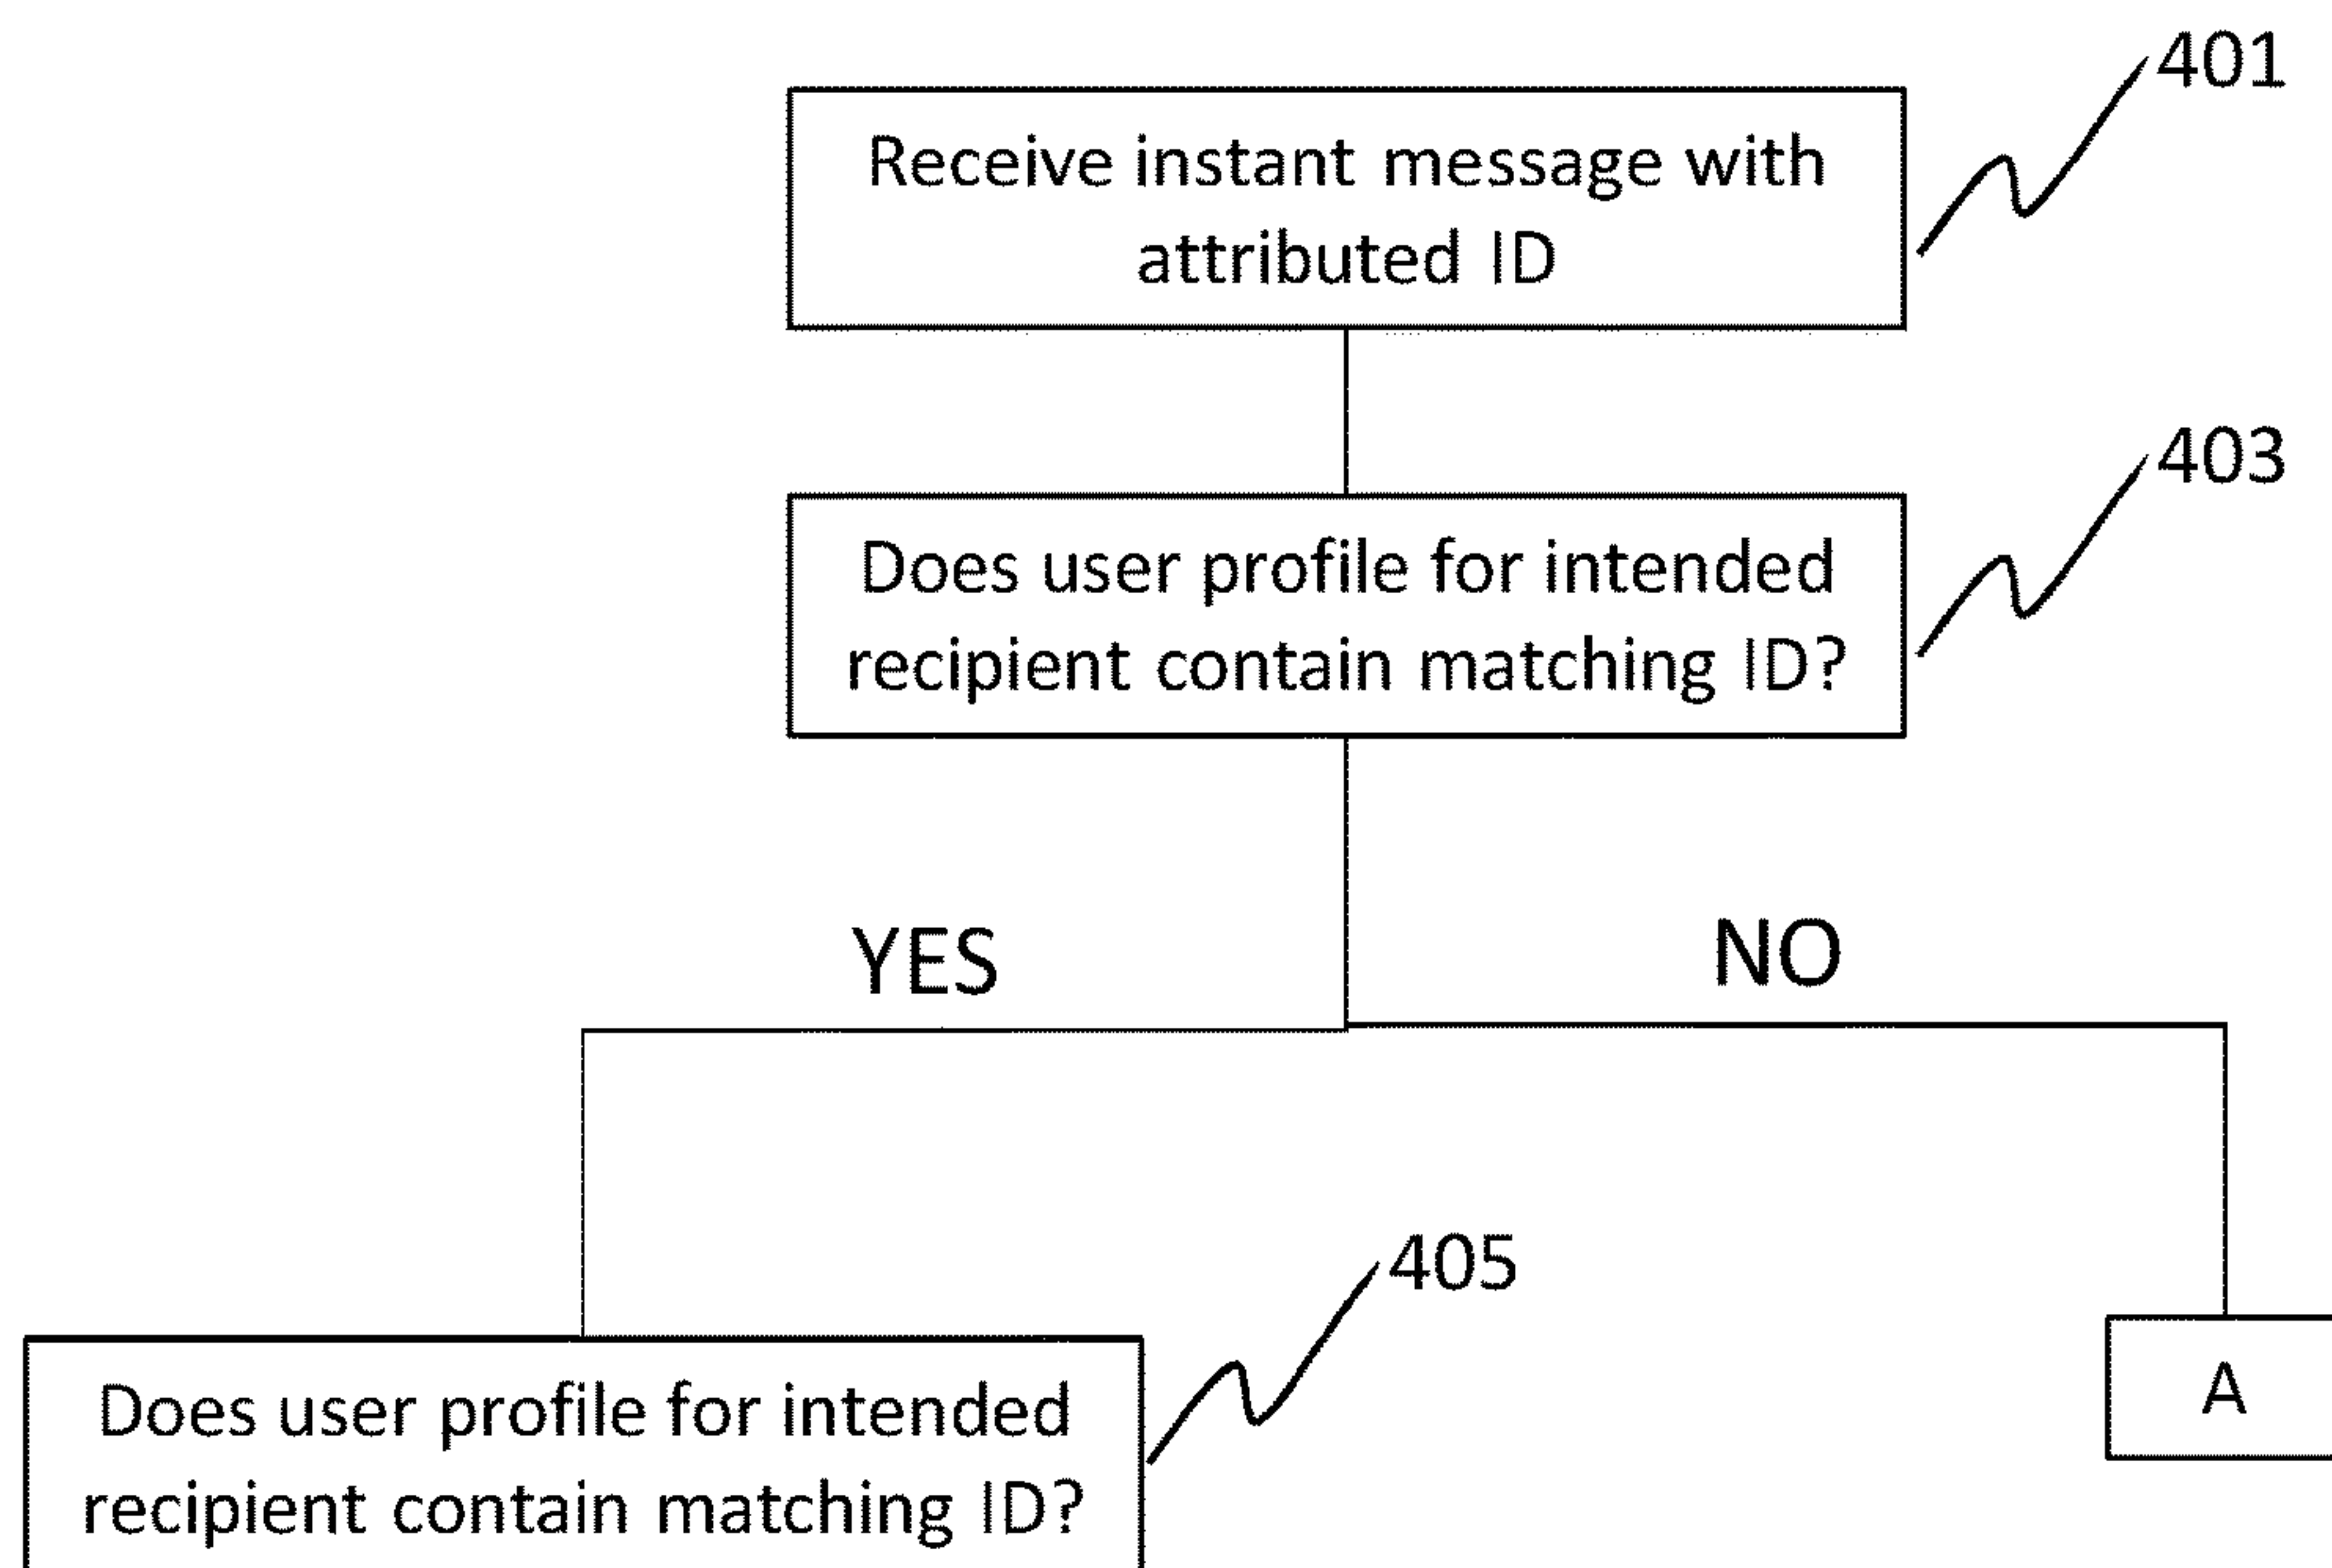 401
Receive instant message with
attributed ID
403
Does user profile for intended
recipient contain matching ID?
YES
NO
405
Does user profile for intended
recipient contain matching ID?
A